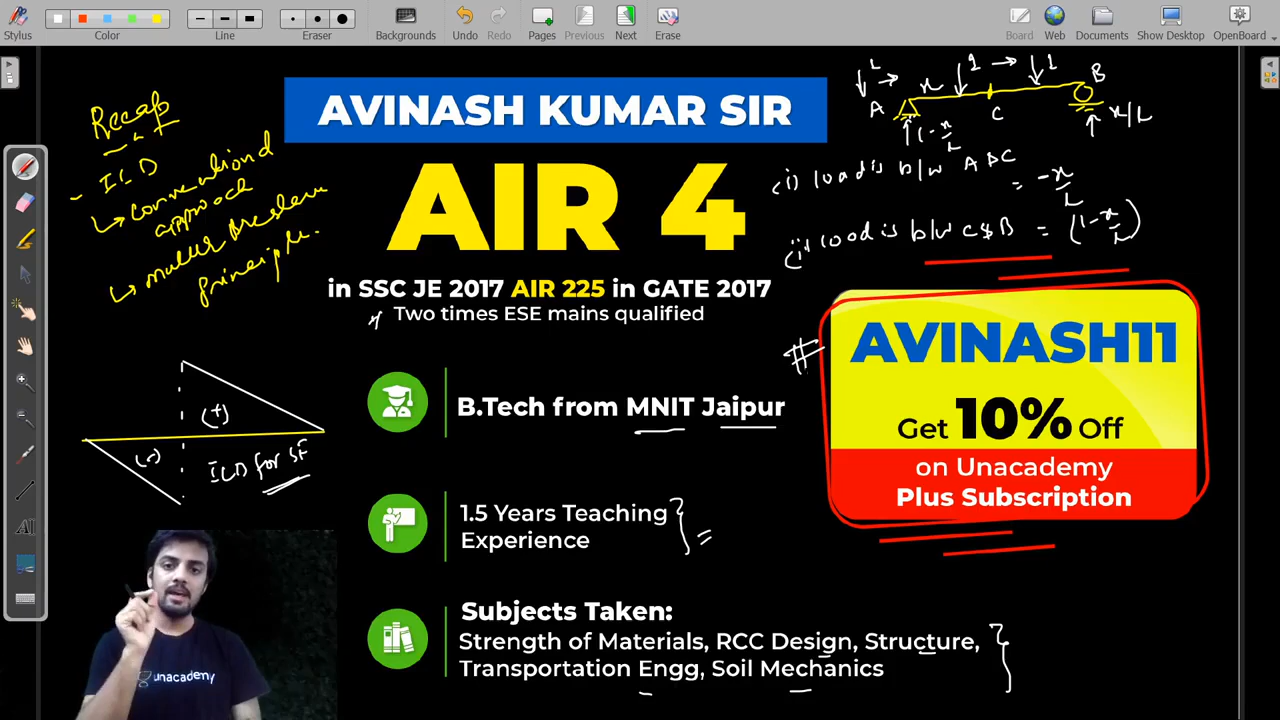 Stylus
Color
Line
Eraser
Backgrounds
Undo
Redo
Pages
Previous
Next
Erase
Board
Web
Documents
Show Desktop
OpenBoard
Recap
- ILD
↳ Conventional
approach
↳ Muller Breslau
principle.
AVINASH KUMAR SIR
AIR 4
in SSC JE 2017 AIR 225 in GATE 2017
Two times ESE mains qualified
B.Tech from MNIT Jaipur
1.5 Years Teaching
Experience
Subjects Taken:
Strength of Materials, RCC Design, Structure,
Transportation Engg, Soil Mechanics
1 → x 1 → 1 B
A C
1-x/L x/L
(i) load is b/w A & C
= -x/L
(ii) load is b/w C & B = (1-x/L)
#
AVINASH11
Get 10% Off
on Unacademy
Plus Subscription
(+)
(-)
ILD for SF
unacademy